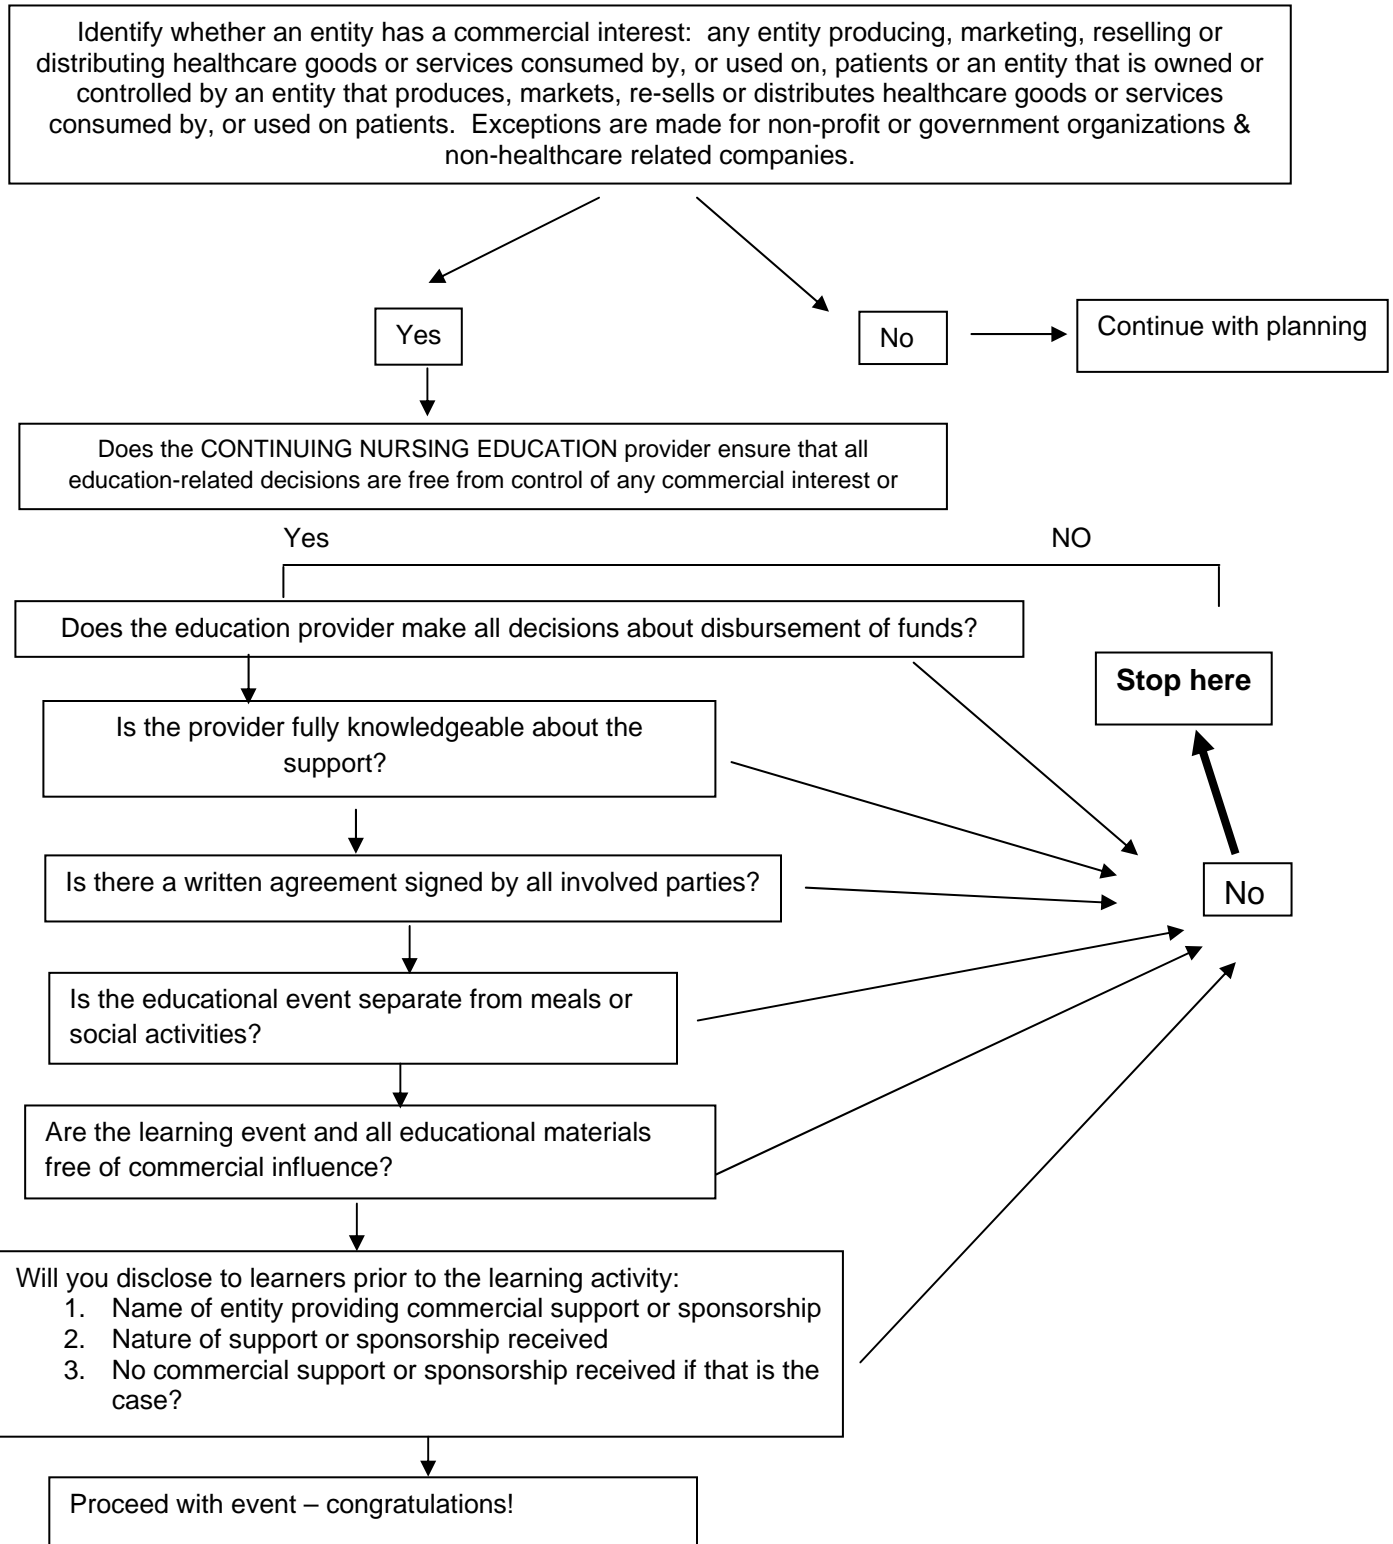 Identify whether an entity has a commercial interest:  any entity producing, marketing, reselling or
distributing healthcare goods or services consumed by, or used on, patients or an entity that is owned or
controlled by an entity that produces, markets, re-sells or distributes healthcare goods or services
consumed by, or used on patients.  Exceptions are made for non-profit or government organizations &
non-healthcare related companies.
Yes
No
Continue with planning
Does the CONTINUING NURSING EDUCATION provider ensure that all
education-related decisions are free from control of any commercial interest or
Yes
NO
Does the education provider make all decisions about disbursement of funds?
Stop here
Is the provider fully knowledgeable about the
support?
Is there a written agreement signed by all involved parties?
No
Is the educational event separate from meals or
social activities?
Are the learning event and all educational materials
free of commercial influence?
Will you disclose to learners prior to the learning activity:
1. Name of entity providing commercial support or sponsorship
2. Nature of support or sponsorship received
3. No commercial support or sponsorship received if that is the
case?
Proceed with event – congratulations!